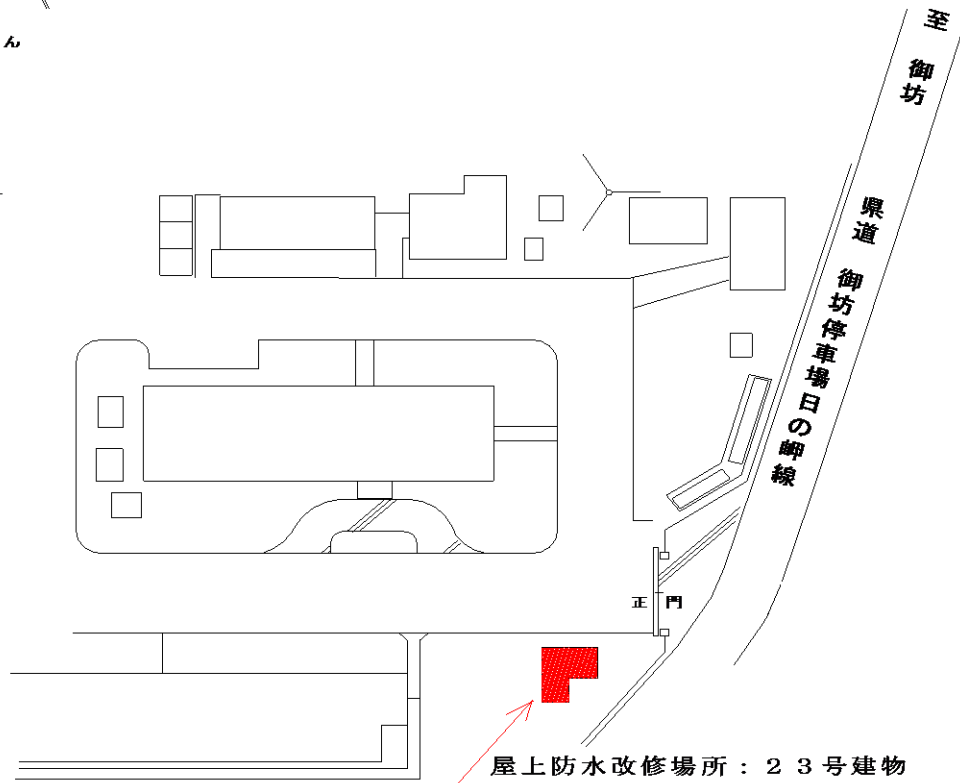 ん
至　御坊
県道　御坊停車場日の岬線
正門
屋上防水改修場所：２３号建物